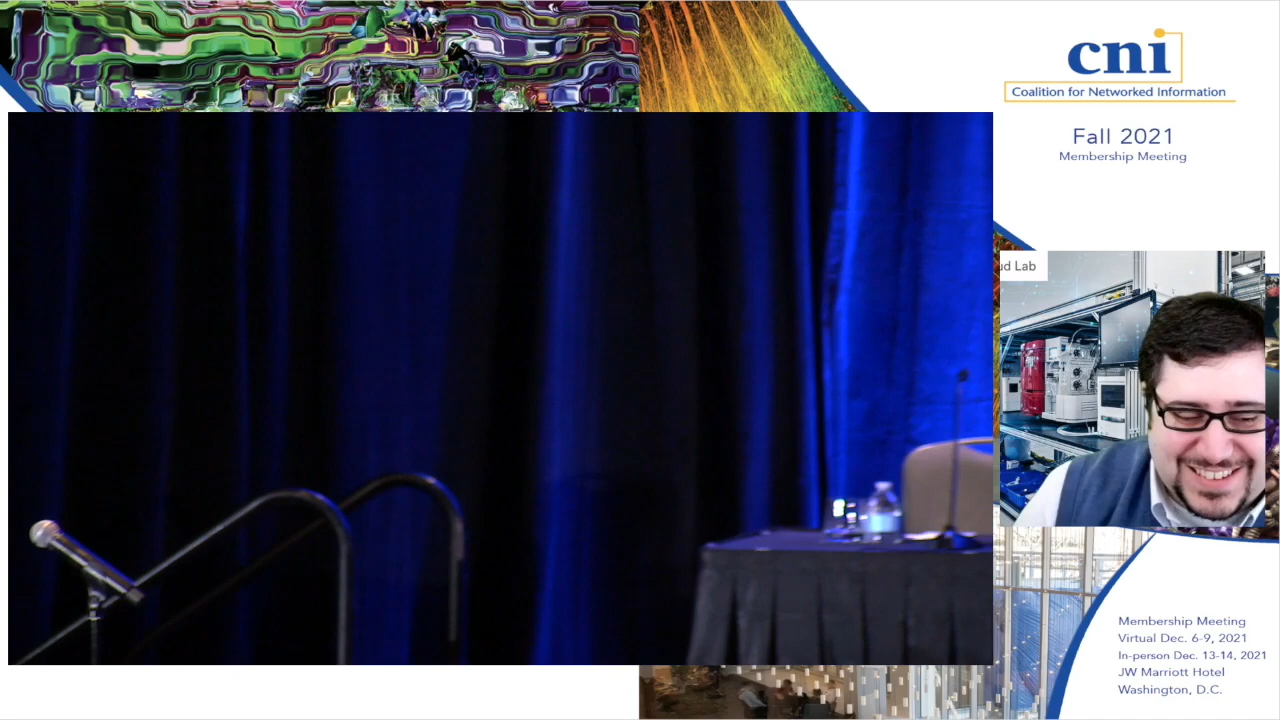 cni
Coalition for Networked Information
Fall 2021
Membership Meeting
Lab
Membership Meeting
Virtual Dec. 6-9, 2021
In-person Dec. 13-14, 2021
JW Marriott Hotel
Washington, D.C.